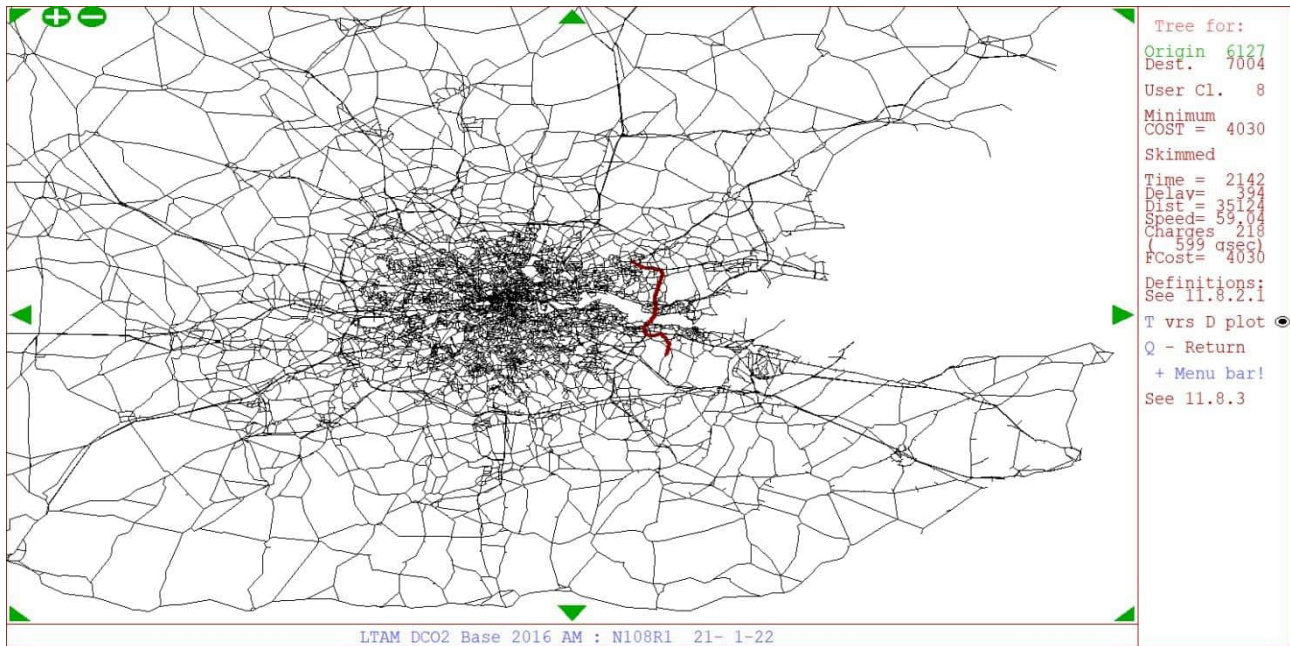 Tree for:
Origin 6127
Dest. 7004
User Cl. 8
Minimum
COST = 4030
Skimmed
Time = 2142
Delay= 394
Dist = 35124
Speed= 59.04
Charges 218
( 599 gsec)
FCost= 4030
Definitions:
See 11.8.2.1
T vrs D plot
Q - Return
+ Menu bar!
See 11.8.3
LTAM DCO2 Base 2016 AM : N108R1 21- 1-22